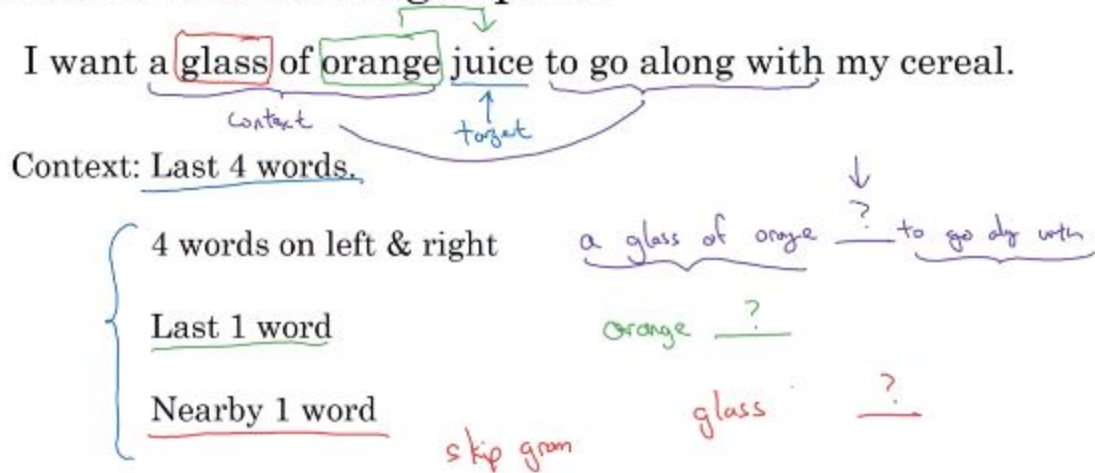 I want a glass of orange juice to go along with my cereal.
context
target
Context: Last 4 words.
4 words on left & right a glass of orange ? to go with
Last 1 word orange ?
Nearby 1 word glass ?
skip gram